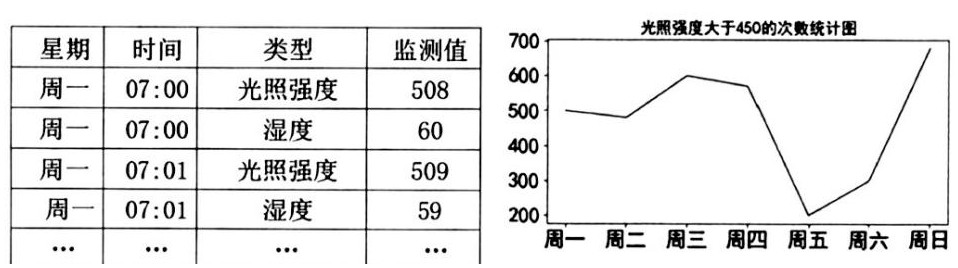 星期 时间 类型 监测值
周一 07:00 光照强度 508
周一 07:00 湿度 60
周一 07:01 光照强度 509
周一 07:01 湿度 59
… … … …
光照强度大于450的次数统计图
700
600
500
400
300
200
周一 周二 周三 周四 周五 周六 周日